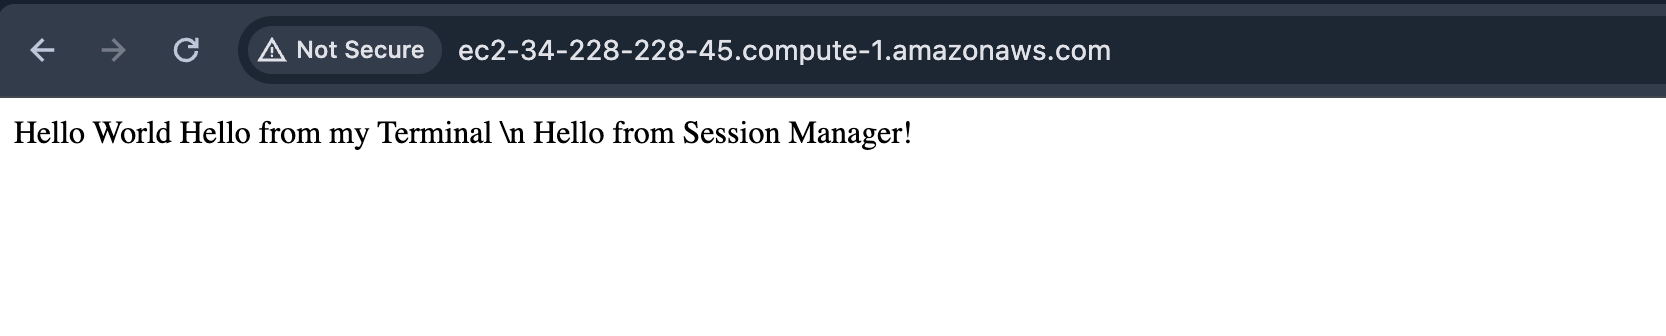 Not Secure ec2-34-228-228-45.compute-1.amazonaws.com
Hello World Hello from my Terminal \n Hello from Session Manager!